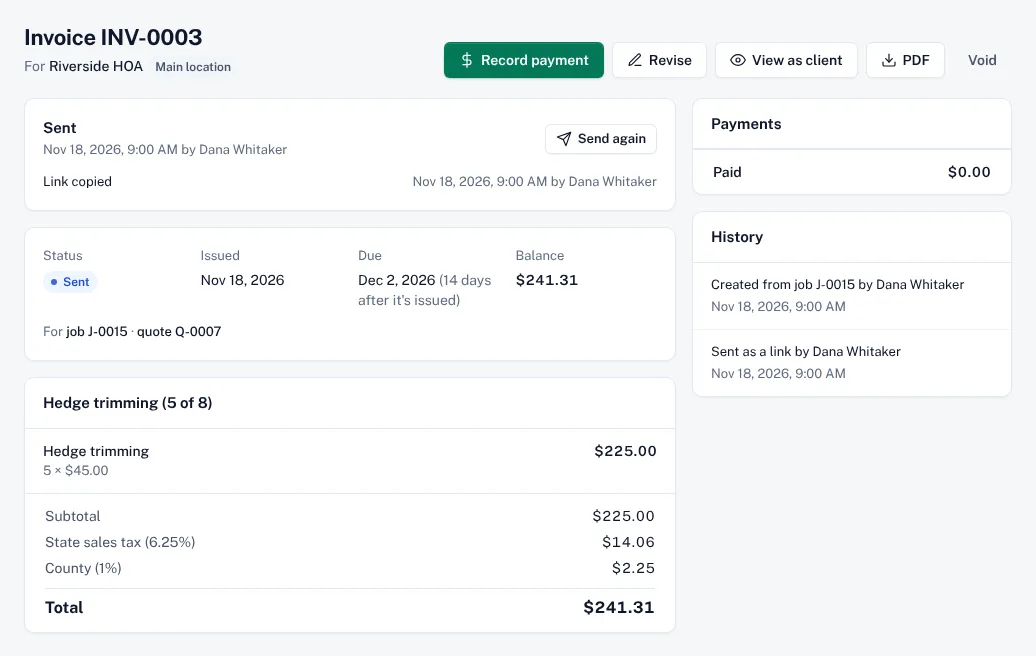 Invoice INV-0003
For Riverside HOA Main location
Record payment
Revise
View as client
PDF
Void
Sent
Nov 18, 2026, 9:00 AM by Dana Whitaker
Send again
Link copied
Nov 18, 2026, 9:00 AM by Dana Whitaker
Status
Issued
Due
Balance
Sent
Nov 18, 2026
Dec 2, 2026 (14 days
after it's issued)
$241.31
For job J-0015 · quote Q-0007
Hedge trimming (5 of 8)
Hedge trimming
$225.00
5 × $45.00
Subtotal
$225.00
State sales tax (6.25%)
$14.06
County (1%)
$2.25
Total
$241.31
Payments
Paid
$0.00
History
Created from job J-0015 by Dana Whitaker
Nov 18, 2026, 9:00 AM
Sent as a link by Dana Whitaker
Nov 18, 2026, 9:00 AM